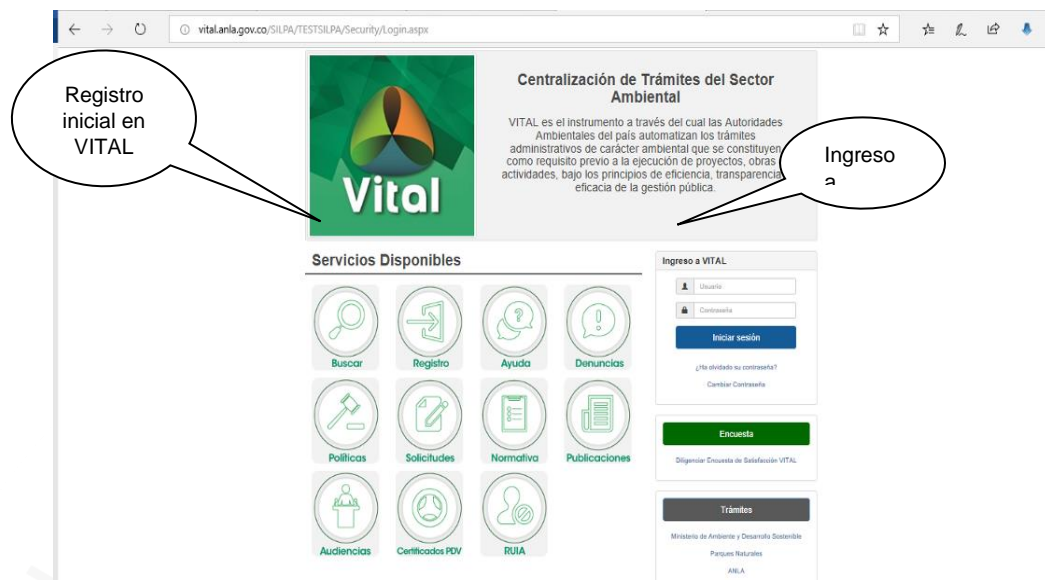 vital.anla.gov.co/SILPA/TESTSILPA/Security/Login.aspx
Registro
inicial en
VITAL
Vital
Centralización de Trámites del Sector
Ambiental
VITAL es el instrumento a través del cual las Autoridades
Ambientales del país automatizan los trámites
administrativos de carácter ambiental que se constituyen
como requisito previo a la ejecución de proyectos, obras
actividades, bajo los principios de eficiencia, transparencia
eficacia de la gestión pública.
Ingreso
a
Servicios Disponibles
Buscar
Registro
Ayuda
Denuncias
Políticas
Solicitudes
Normativa
Publicaciones
Audiencias
Certificados PDV
RUIA
Ingreso a VITAL
Usuario
Contraseña
Iniciar sesión
¿Ha olvidado su contraseña?
Cambiar Contraseña
Encuesta
Diligenciar Encuesta de Satisfacción VITAL
Trámites
Ministerio de Ambiente y Desarrollo Sostenible
Parques Naturales
ANLA